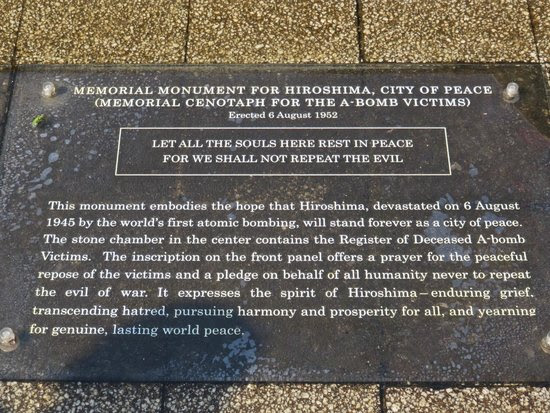 MEMORIAL MONUMENT FOR HIROSHIMA, CITY OF PEACE
(MEMORIAL CENOTAPH FOR THE A-BOMB VICTIMS)
Erected 6 August 1952
LET ALL THE SOULS HERE REST IN PEACE
FOR WE SHALL NOT REPEAT THE EVIL
This monument embodies the hope that Hiroshima, devastated on 6 August
1945 by the world's first atomic bombing, will stand forever as a city of peace.
The stone chamber in the center contains the Register of Deceased A-bomb
Victims. The inscription on the front panel offers a prayer for the peaceful
repose of the victims and a pledge on behalf of all humanity never to repeat
the evil of war. It expresses the spirit of Hiroshima — enduring grief,
transcending hatred, pursuing harmony and prosperity for all, and yearning
for genuine, lasting world peace.